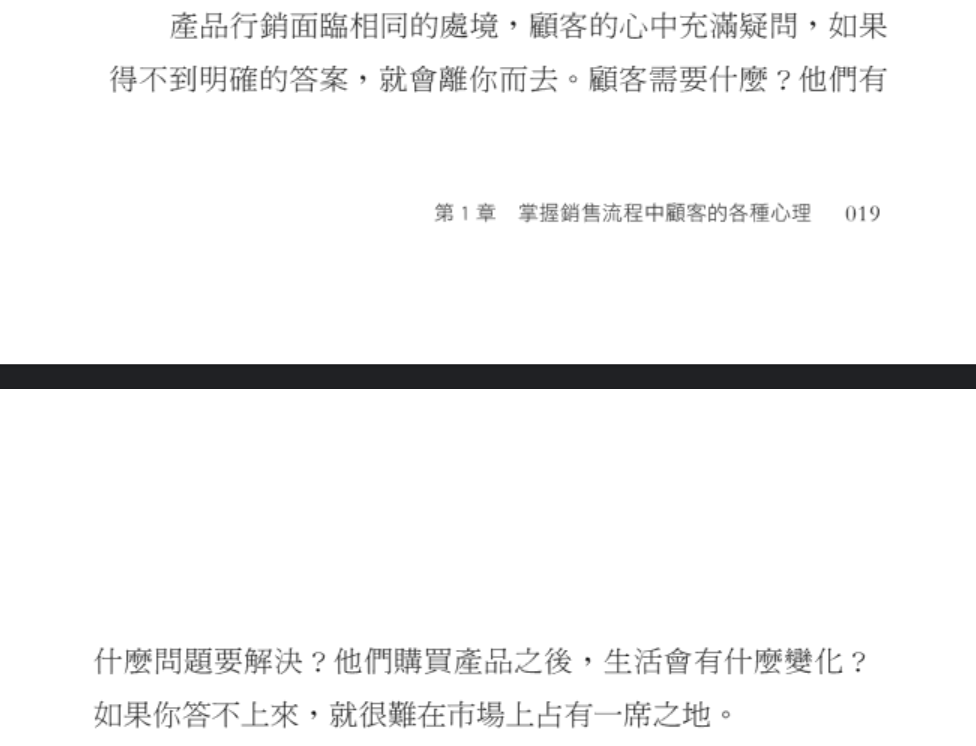 產品行銷面臨相同的處境，顧客的心中充滿疑問，如果
得不到明確的答案，就會離你而去。顧客需要什麼？他們有
第 1 章　掌握銷售流程中顧客的各種心理　019
什麼問題要解決？他們購買產品之後，生活會有什麼變化？
如果你答不上來，就很難在市場上占有一席之地。